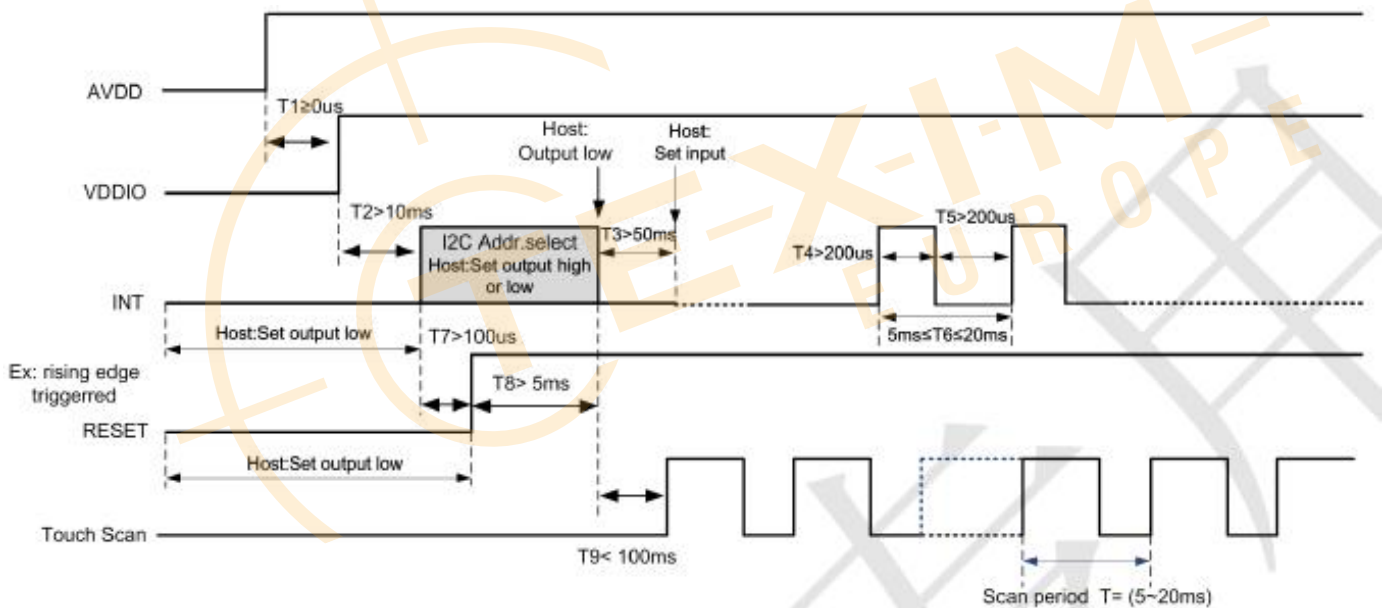 AVDD
T1≥0us
Host:
Output low
Host:
Set input
VDDIO
T2>10ms
I2C Addr.select
Host:Set output high
or low
T3>50ms
T4>200us
T5>200us
INT
Host:Set output low
T7>100us
5ms≤T6≤20ms
Ex: rising edge
triggerred
T8> 5ms
RESET
Host:Set output low
Touch Scan
T9< 100ms
Scan period T= (5~20ms)
TEXIM
EUROPE